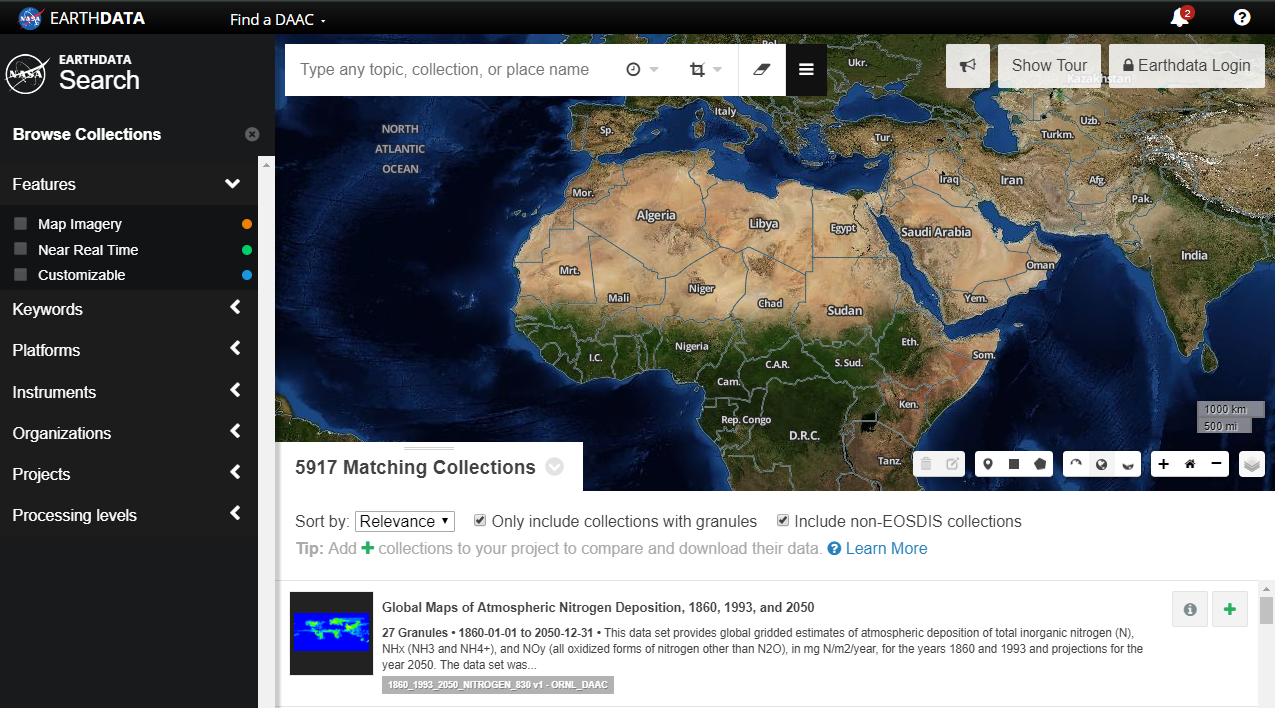 NASA EARTHDATA
Find a DAAC
2
NASA EARTHDATA
Search
Type any topic, collection, or place name
Show Tour
Earthdata Login
Browse Collections
Features
Map Imagery
Near Real Time
Customizable
Keywords
Platforms
Instruments
Organizations
Projects
Processing levels
Ukr.
Kazakhstan
NORTH
ATLANTIC
OCEAN
Sp.
Italy
Tur.
Uzb.
Turkm.
Mor.
Algeria
Libya
Egypt
Iraq
Iran
Afg.
Pak.
Saudi Arabia
India
Mrt.
Mali
Niger
Chad
Sudan
Oman
Yem.
I.C.
Nigeria
Cam.
C.A.R.
S. Sud.
Eth.
Som.
Rep. Congo
D.R.C.
Ken.
Tanz.
1000 km
500 mi
5917 Matching Collections
Sort by: Relevance Only include collections with granules Include non-EOSDIS collections
Tip: Add + collections to your project to compare and download their data. Learn More
Global Maps of Atmospheric Nitrogen Deposition, 1860, 1993, and 2050
27 Granules • 1860-01-01 to 2050-12-31 • This data set provides global gridded estimates of atmospheric deposition of total inorganic nitrogen (N),
NHx (NH3 and NH4+), and NOy (all oxidized forms of nitrogen other than N2O), in mg N/m2/year, for the years 1860 and 1993 and projections for the
year 2050. The data set was...
1860_1993_2050_NITROGEN_830 v1 - ORNL_DAAC